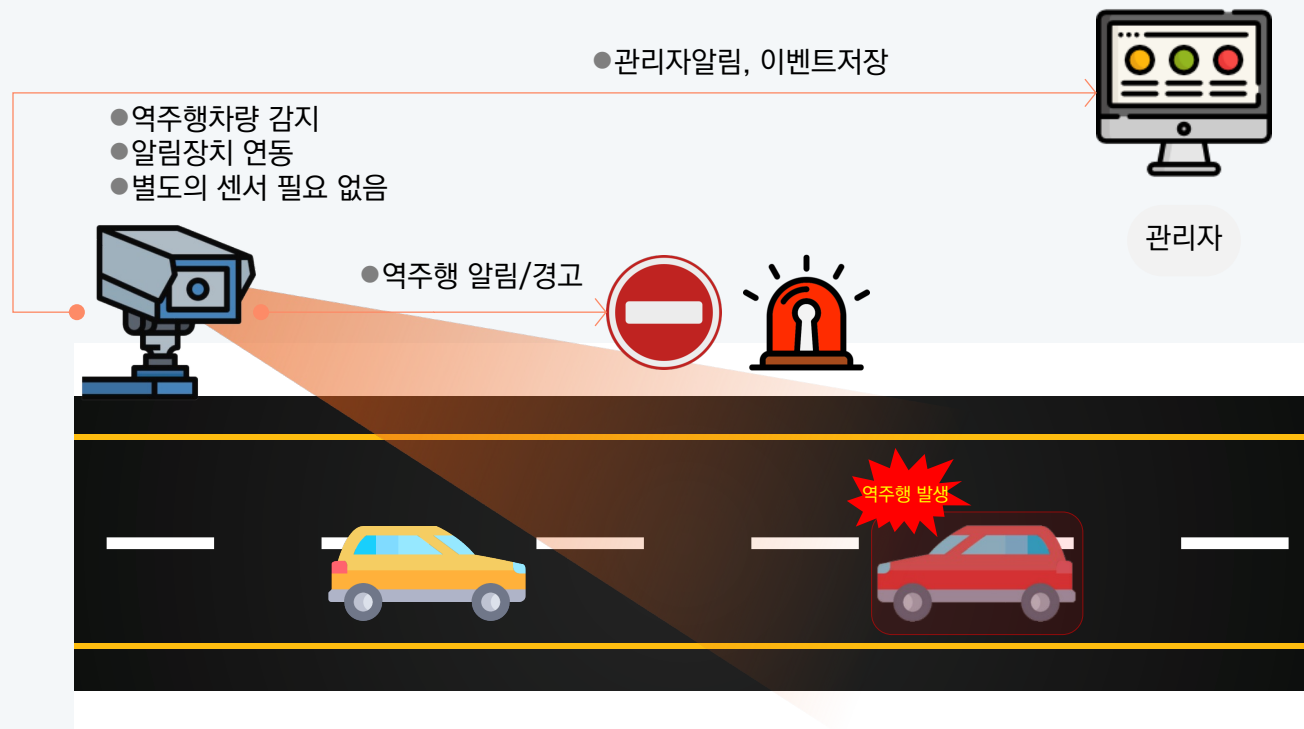 ●관리자알림, 이벤트저장
●역주행차량 감지
●알림장치 연동
●별도의 센서 필요 없음
관리자
●역주행 알림/경고
역주행 발생